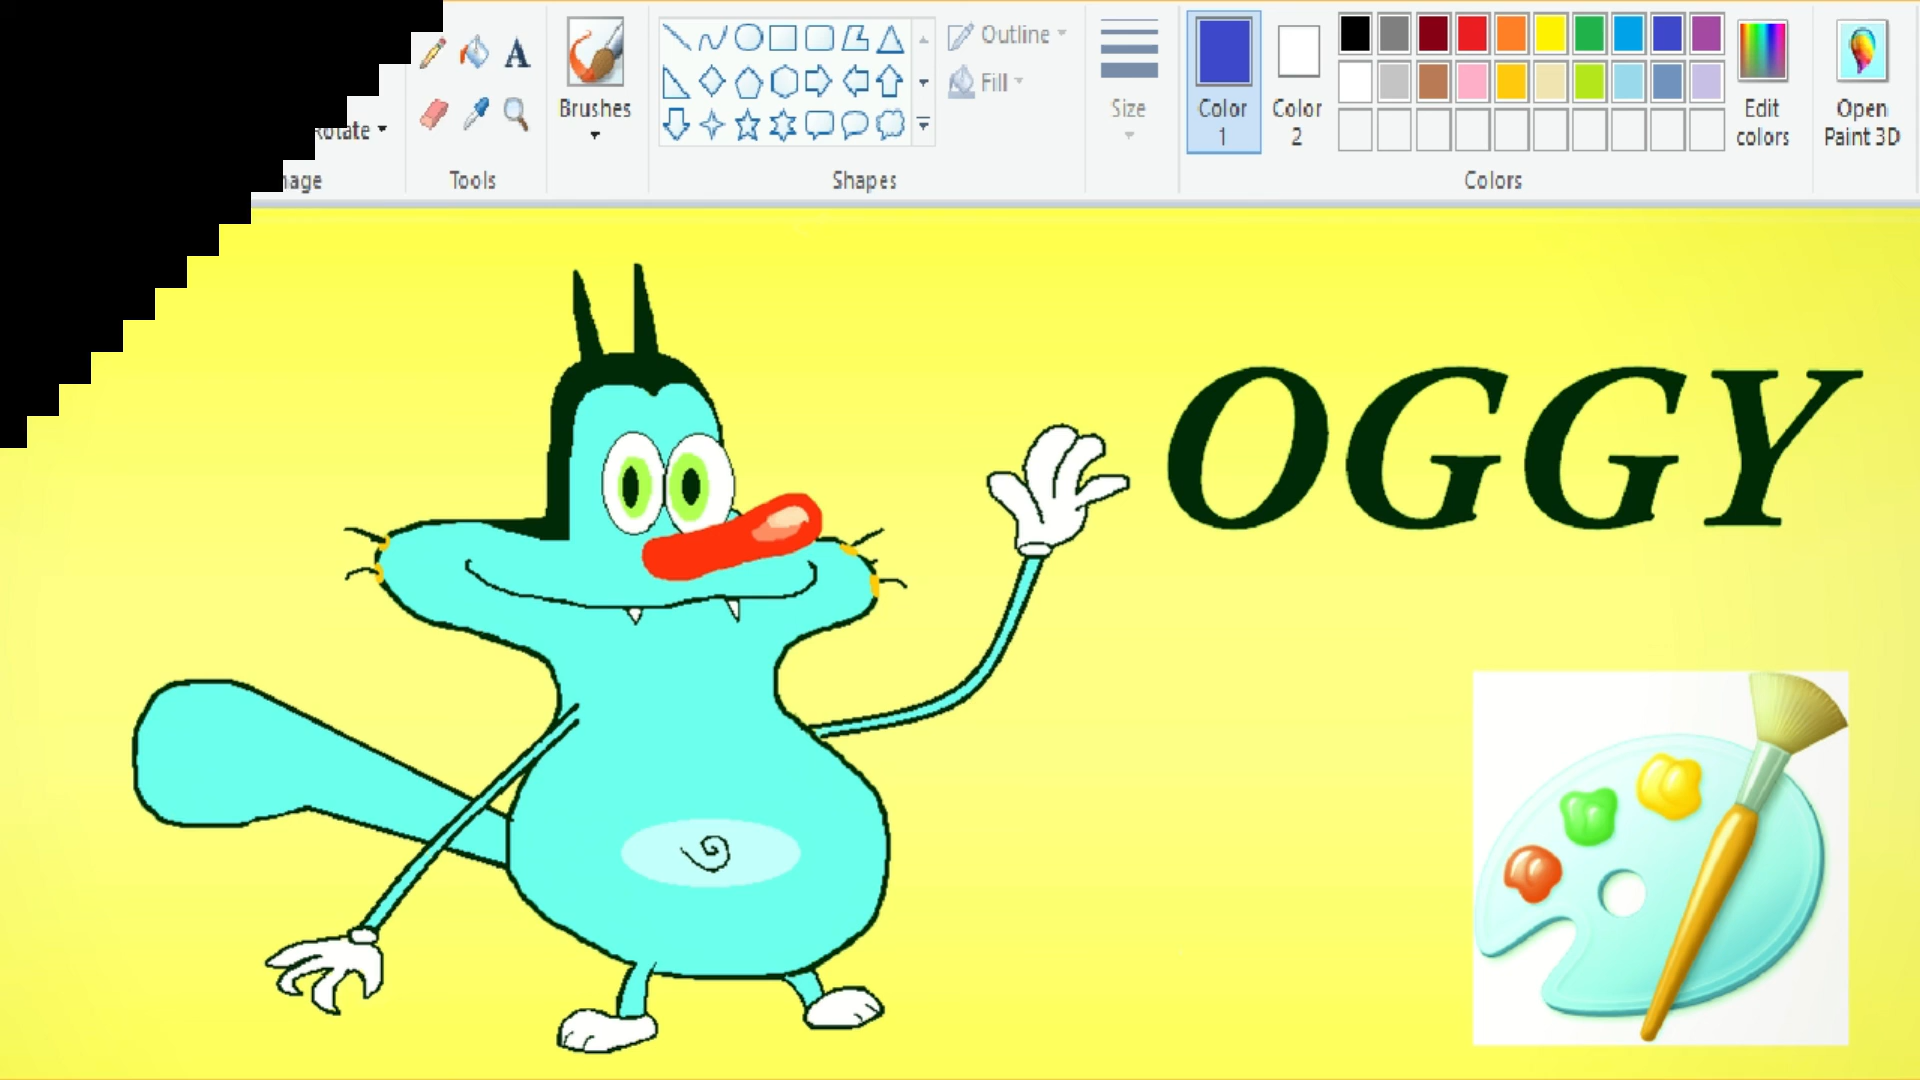 Outline
Fill
Brushes
Size
Color
1
Color
2
Edit
colors
Open
Paint 3D
Tools
Shapes
Colors
OGGY